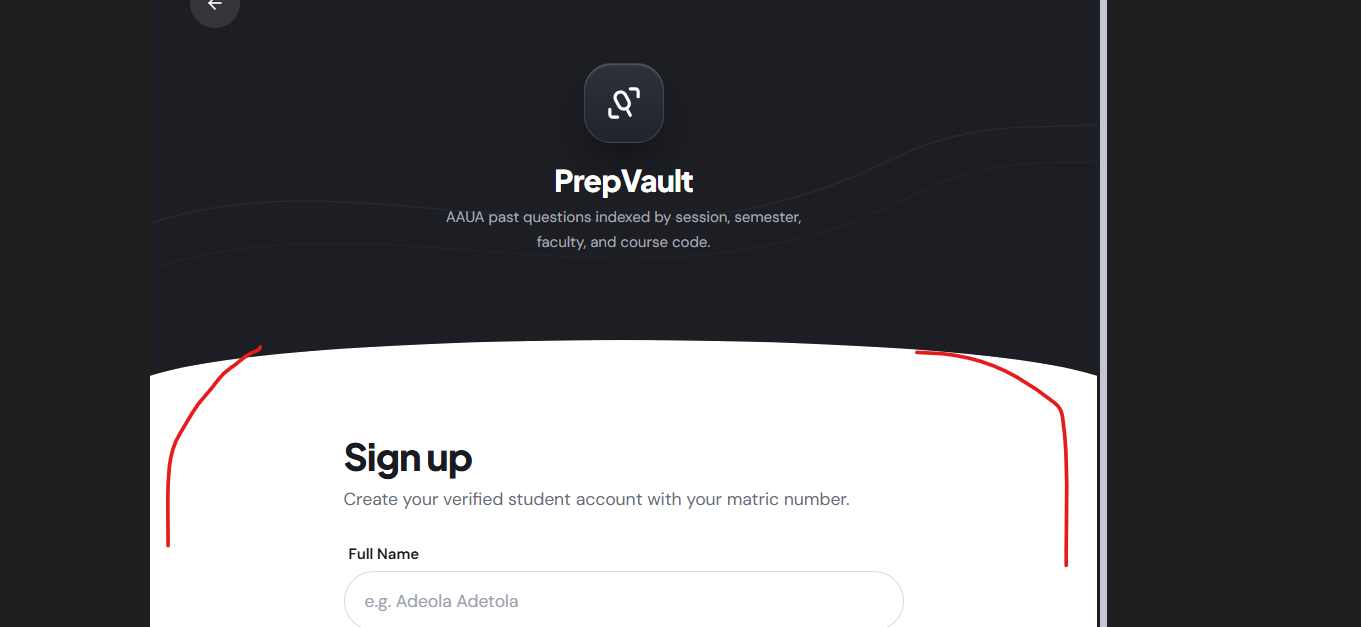 PrepVault
AAUA past questions indexed by session, semester,
faculty, and course code.
Sign up
Create your verified student account with your matric number.
Full Name
e.g. Adeola Adetola